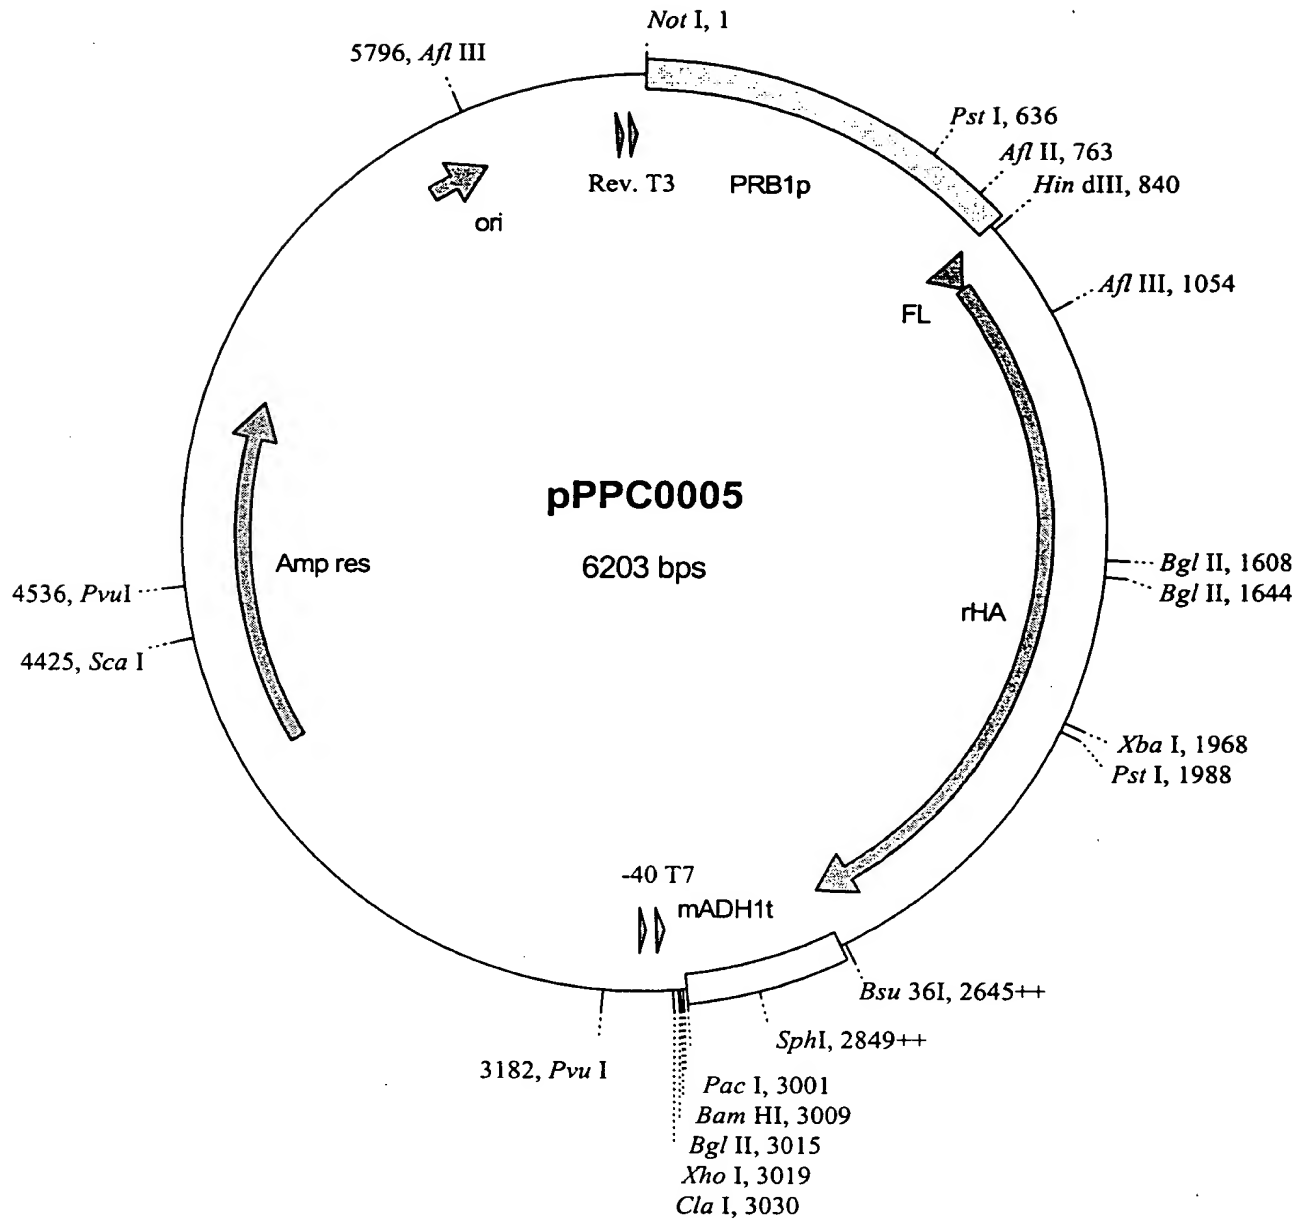 Not I, 1
5796, Afl III
Pst I, 636
Afl II, 763
Hin dIII, 840
Rev. T3
PRB1p
ori
Afl III, 1054
FL
pPPC0005
6203 bps
Amp res
Bgl II, 1608
Bgl II, 1644
4536, PvuI
rHA
4425, Sca I
Xba I, 1968
Pst I, 1988
-40 T7
mADH1t
Bsu 36I, 2645++
SphI, 2849++
3182, Pvu I
Pac I, 3001
Bam HI, 3009
Bgl II, 3015
Xho I, 3019
Cla I, 3030